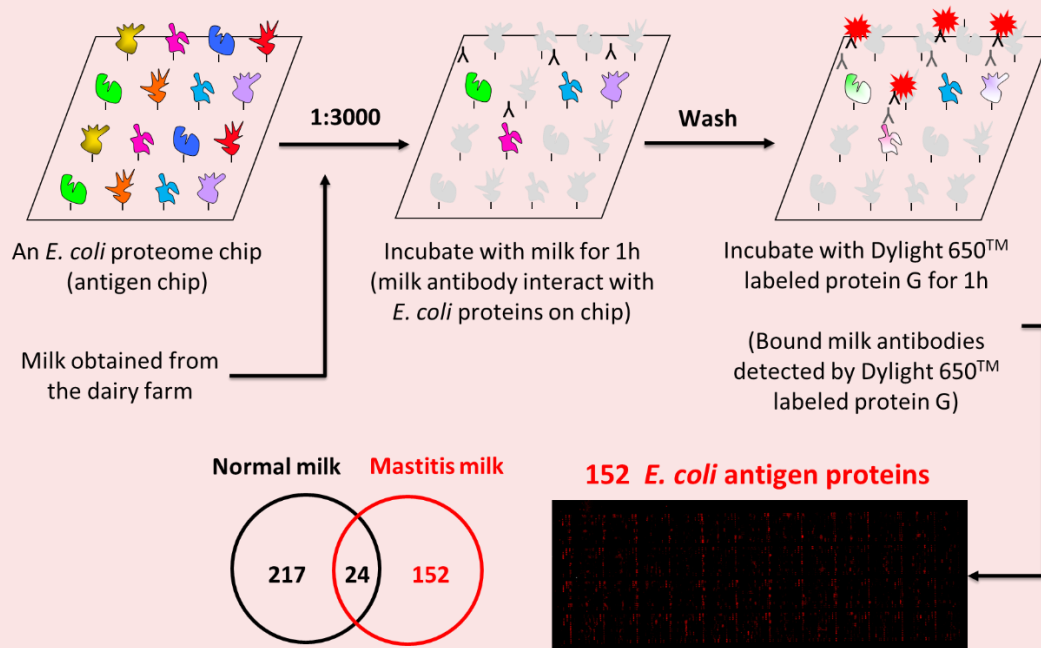 1:3000
Wash
An E. coli proteome chip
(antigen chip)
Incubate with milk for 1h
(milk antibody interact with
E. coli proteins on chip)
Incubate with Dylight 650™
labeled protein G for 1h
(Bound milk antibodies
detected by Dylight 650™
labeled protein G)
Milk obtained from
the dairy farm
Normal milk
Mastitis milk
217
24
152
152 E. coli antigen proteins